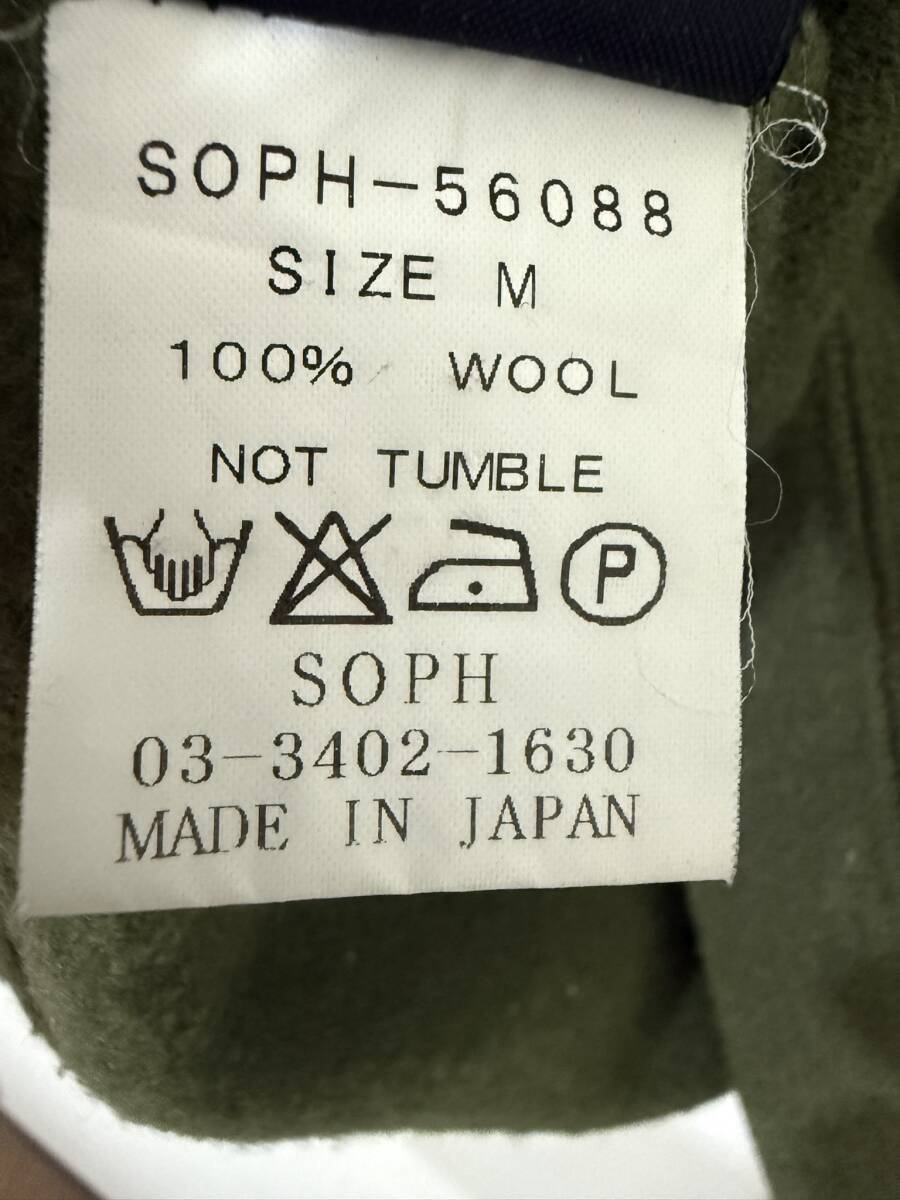 SOPH-56088
SIZE M
100% WOOL
NOT TUMBLE
P
SOPH
03-3402-1630
MADE IN JAPAN